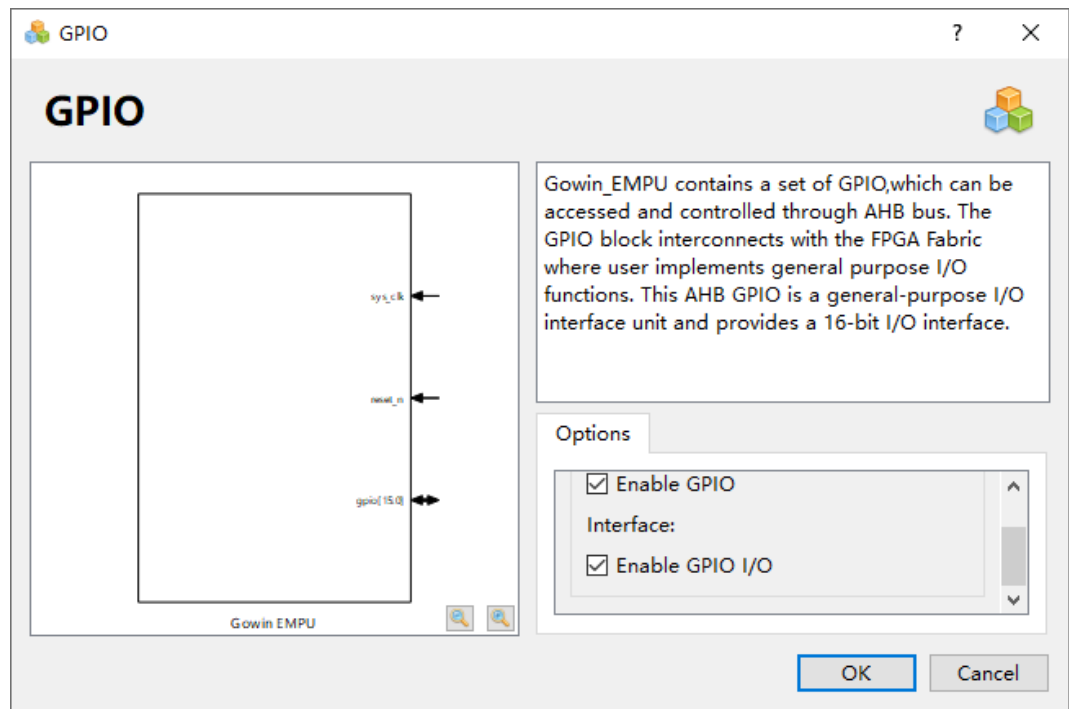 GPIO
?
GPIO
sys_clk
reset_n
gpio[15:0]
Gowin EMPU
Gowin_EMPU contains a set of GPIO,which can be
accessed and controlled through AHB bus. The
GPIO block interconnects with the FPGA Fabric
where user implements general purpose I/O
functions. This AHB GPIO is a general-purpose I/O
interface unit and provides a 16-bit I/O interface.
Options
Enable GPIO
Interface:
Enable GPIO I/O
OK
Cancel